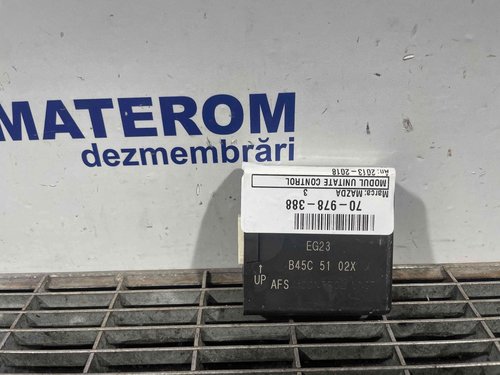 MATEROM
dezmembrări
70-978-388
Marca: MAZDA
3
MODUL UNITATE CONTROL
An: 2013-2018
EG23
B45C 51 02X
↑
UP
AFS